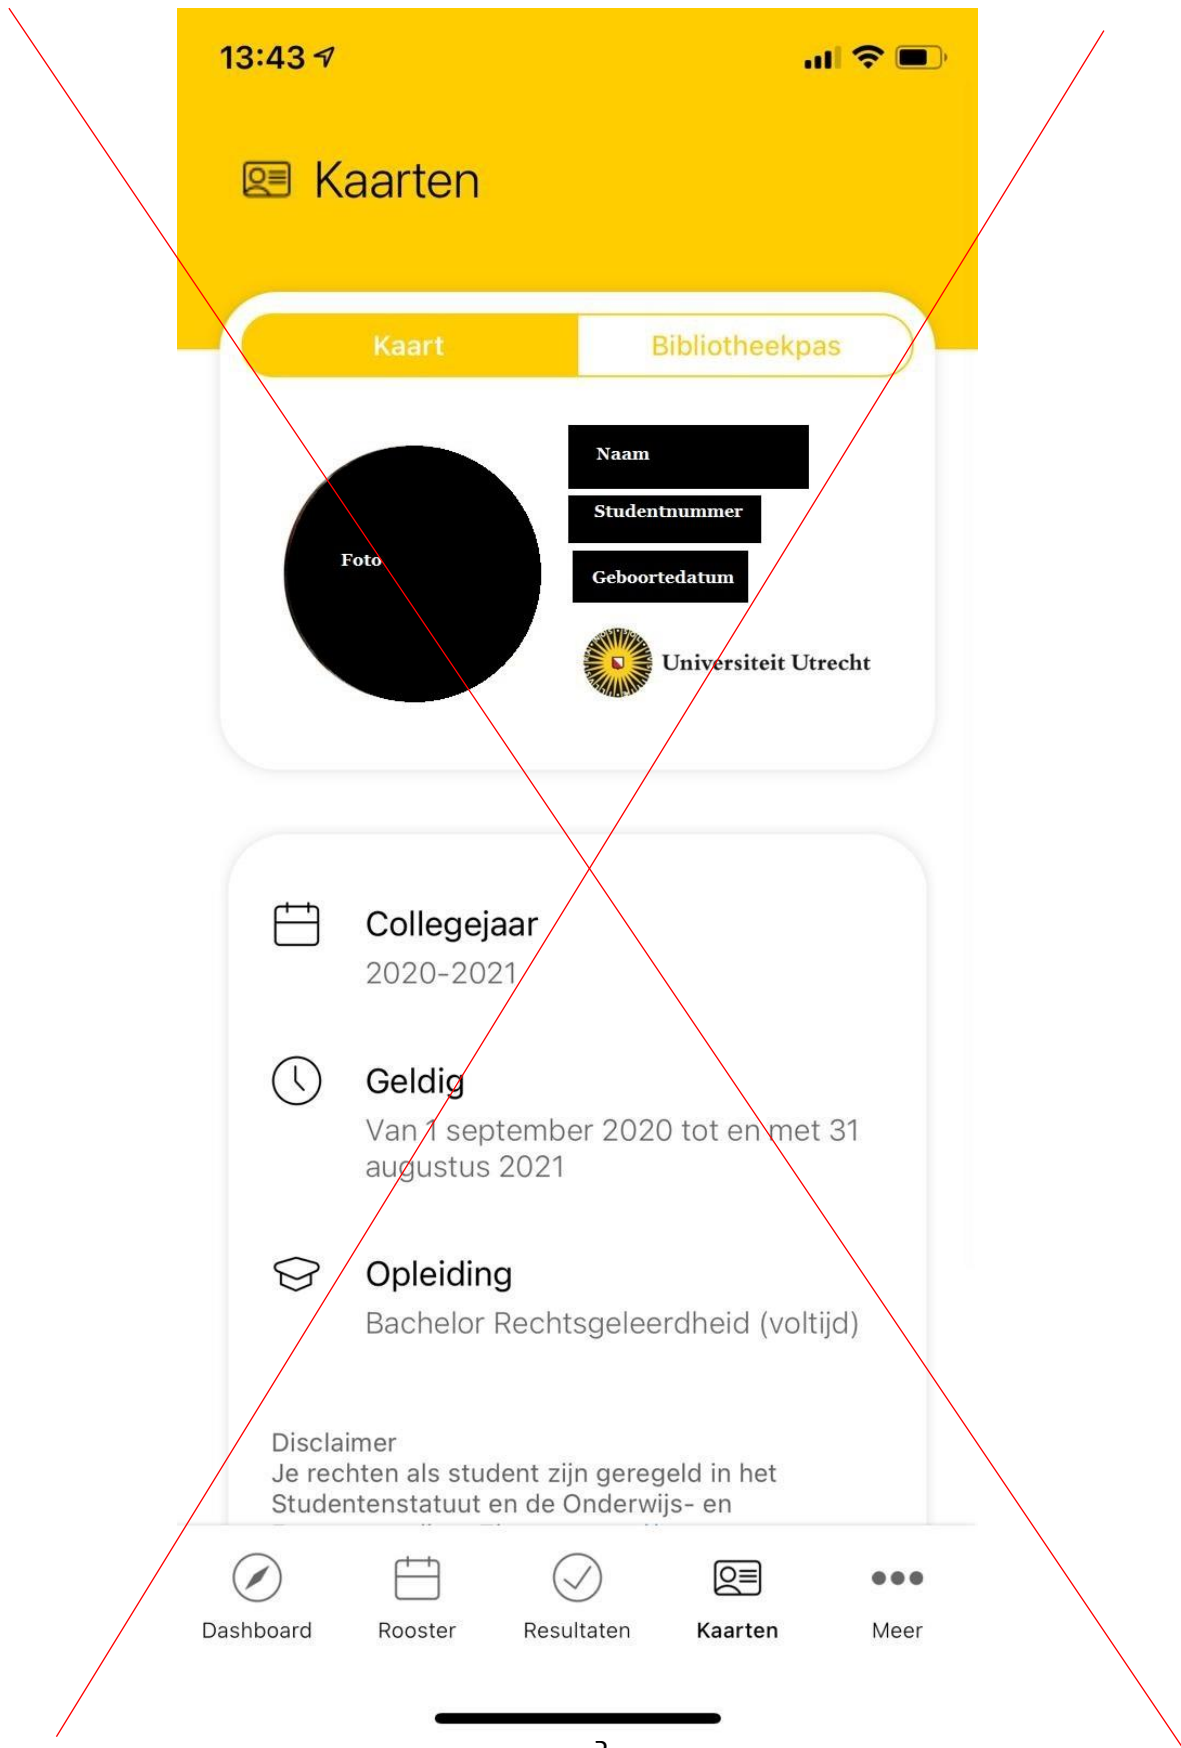 13:43
Kaarten
Kaart
Bibliotheekpas
Naam
Studentnummer
Foto
Geboortedatum
Universiteit Utrecht
Collegejaar
2020-2021
Geldig
Van 1 september 2020 tot en met 31
augustus 2021
Opleiding
Bachelor Rechtsgeleerdheid (voltijd)
Disclaimer
Je rechten als student zijn geregeld in het
Studentenstatuut en de Onderwijs- en
Dashboard
Rooster
Resultaten
Kaarten
Meer